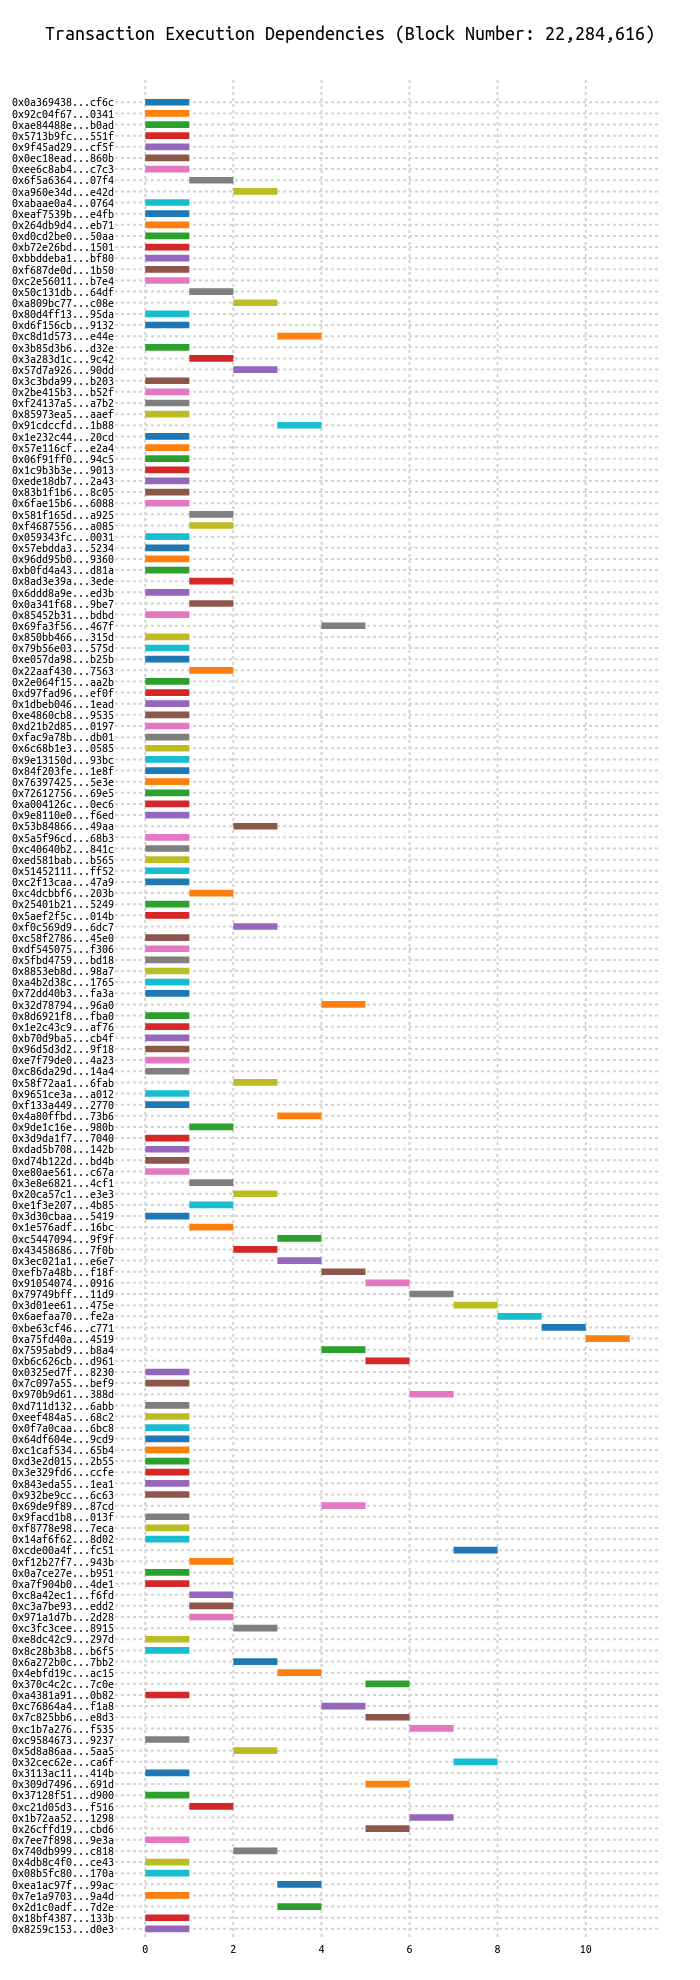 Transaction Execution Dependencies (Block Number: 22,284,616)
0x0a369438...cf6c
0x92c04f67...0341
0xae84488e...b0ad
0x5713b9fc...551f
0x9f45ad29...cf5f
0x0ec18ead...860b
0xee6c8ab4...c7c3
0x6f5a6364...07f4
0xa960e34d...e42d
0xabaae0a4...0764
0xeaf7539b...e4fb
0x264db9d4...eb71
0xd0cd2be0...50aa
0xb72e26bd...1501
0xbbddeba1...bf80
0xf687de0d...1b50
0xc2e56011...b7e4
0x50c131db...64df
0xa809bc77...c08e
0x80d4ff13...95da
0xd6f156cb...9132
0xc8d1d573...e44e
0x3b85d3b6...d32e
0x3a283d1c...9c42
0x57d7a926...90dd
0x3c3bda99...b203
0x2be415b3...b52f
0xf24137a5...a7b2
0x85973ea5...aaef
0x91cdccfd...1b88
0x1e232c44...20cd
0x57e116cf...e2a4
0x06f91ff0...94c5
0x1c9b3b3e...9013
0xede18db7...2a43
0x83b1f1b6...8c05
0x6fae15b6...6088
0x581f165d...a925
0xf4687556...a085
0x059343fc...0031
0x57ebdda3...5234
0x96dd95b0...9360
0xb0fd4a43...d81a
0x8ad3e39a...3ede
0x6ddd8a9e...ed3b
0x0a341f68...9be7
0x85452b31...bdbd
0x69fa3f56...467f
0x850bb466...315d
0x79b56e03...575d
0xe057da98...b25b
0x22aaf430...7563
0x2e064f15...aa2b
0xd97fad96...ef0f
0x1dbeb046...1ead
0xe4860cb8...9535
0xd21b2d85...0197
0xfac9a78b...db01
0x6c68b1e3...0585
0x9e13150d...93bc
0x84f203fe...1e8f
0x76397425...5e3e
0x72612756...69e5
0xa004126c...0ec6
0x9e8110e0...f6ed
0x53b84866...49aa
0x5a5f96cd...68b3
0xc40640b2...841c
0xed581bab...b565
0x51452111...ff52
0xc2f13caa...47a9
0xc4dcbbf6...203b
0x25401b21...5249
0x5aef2f5c...014b
0xf0c569d9...6dc7
0xc58f2786...45e0
0xdf545075...f306
0x5fbd4759...bd18
0x8853eb8d...98a7
0xa4b2d38c...1765
0x72dd40b3...fa3a
0x32d78794...96a0
0x8d6921f8...fba0
0x1e2c43c9...af76
0xb70d9ba5...cb4f
0x96d5d3d2...9f18
0xe7f79de0...4a23
0xc86da29d...14a4
0x58f72aa1...6fab
0x9651ce3a...a012
0xf133a449...2770
0x4a80ffbd...73b6
0x9de1c16e...980b
0x3d9da1f7...7040
0xdad5b708...142b
0xd74b122d...bd4b
0xe80ae561...c67a
0x3e8e6821...4cf1
0x20ca57c1...e3e3
0xe1f3e207...4b85
0x3d30cbaa...5419
0x1e576adf...16bc
0xc5447094...9f9f
0x43458686...7f0b
0x3ec021a1...e6e7
0xefb7a48b...f18f
0x91054074...0916
0x79749bff...11d9
0x3d01ee61...475e
0x6aefaa70...fe2a
0xbe63cf46...c771
0xa75fd40a...4519
0x7595abd9...b8a4
0xb6c626cb...d961
0x0325ed7f...8230
0x7c097a55...bef9
0x970b9d61...388d
0xd711d132...6abb
0xeef484a5...68c2
0x0f7a0caa...6bc8
0x64df604e...9cd9
0xc1caf534...65b4
0xd3e2d015...2b55
0x3e329fd6...ccfe
0x843eda55...1ea1
0x932be9cc...6c63
0x69de9f89...87cd
0x9facd1b8...013f
0xf8778e98...7eca
0x14af6f62...8d02
0xcde00a4f...fc51
0xf12b27f7...943b
0x0a7ce27e...b951
0xa7f904b0...4de1
0xc8a42ec1...f6fd
0xc3a7be93...edd2
0x971a1d7b...2d28
0xc3fc3cee...8915
0xe8dc42c9...297d
0x8c28b3b8...b6f5
0x6a272b0c...7bb2
0x4ebfd19c...ac15
0x370c4c2c...7c0e
0xa4381a91...0b82
0xc76864a4...f1a8
0x7c825bb6...e8d3
0xc1b7a276...f535
0xc9584673...9237
0x5d8a86aa...5aa5
0x32cec62e...ca6f
0x3113ac11...414b
0x309d7496...691d
0x37128f51...d900
0xc21d05d3...f516
0x1b72aa52...1298
0x26cffd19...cbd6
0x7ee7f898...9e3a
0x740db999...c818
0x4db8c4f0...ce43
0x08b5fc80...170a
0xea1ac97f...99ac
0x7e1a9703...9a4d
0x2d1c0adf...7d2e
0x18bf4387...133b
0x8259c153...d0e3
0 2 4 6 8 10